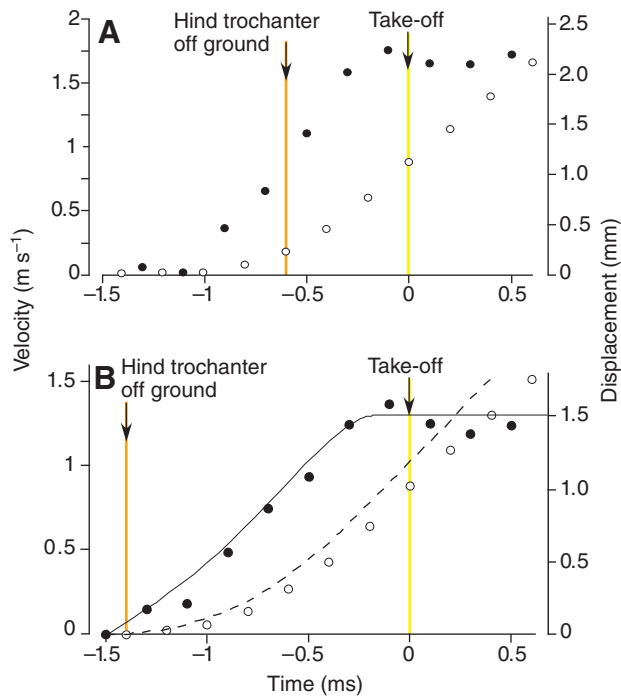 A
Hind trochanter
off ground
Take-off
2
1.5
1
0.5
0
2.5
2.0
1.5
1.0
0.5
0
–1.5 –1 –0.5 0 0.5
Velocity (m s⁻¹)
Displacement (mm)
B
Hind trochanter
off ground
Take-off
1.5
1
0.5
0
1.5
1.0
0.5
0
–1.5 –1 –0.5 0 0.5
Time (ms)